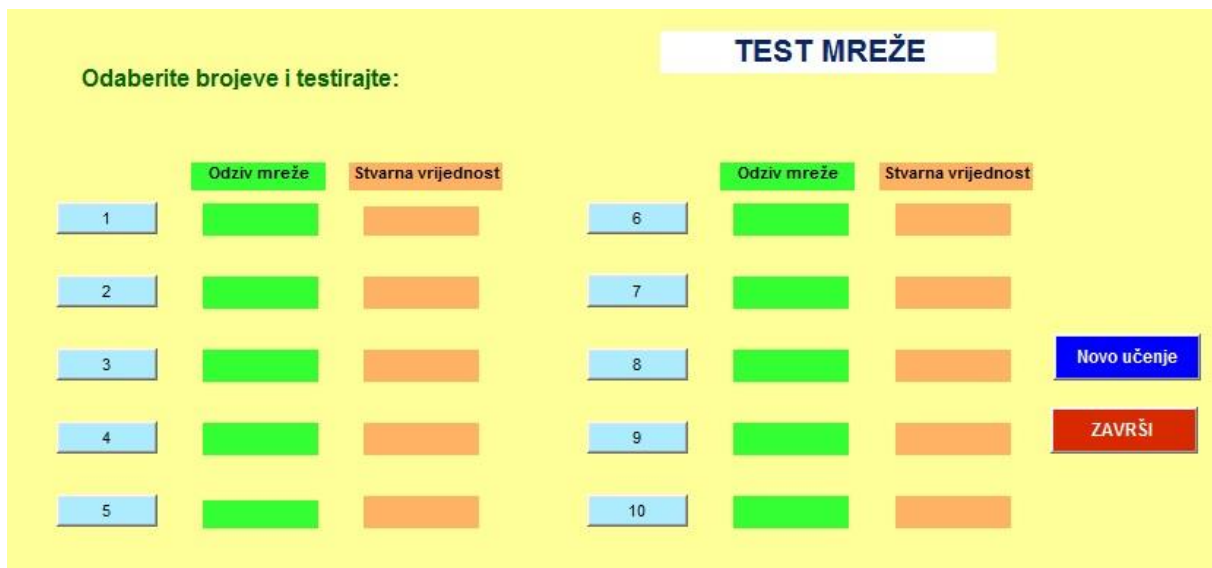 TEST MREŽE
Odaberite brojeve i testirajte:
Odziv mreže Stvarna vrijednost Odziv mreže Stvarna vrijednost
1 6
2 7
3 8
Novo učenje
4 9
ZAVRŠI
5 10